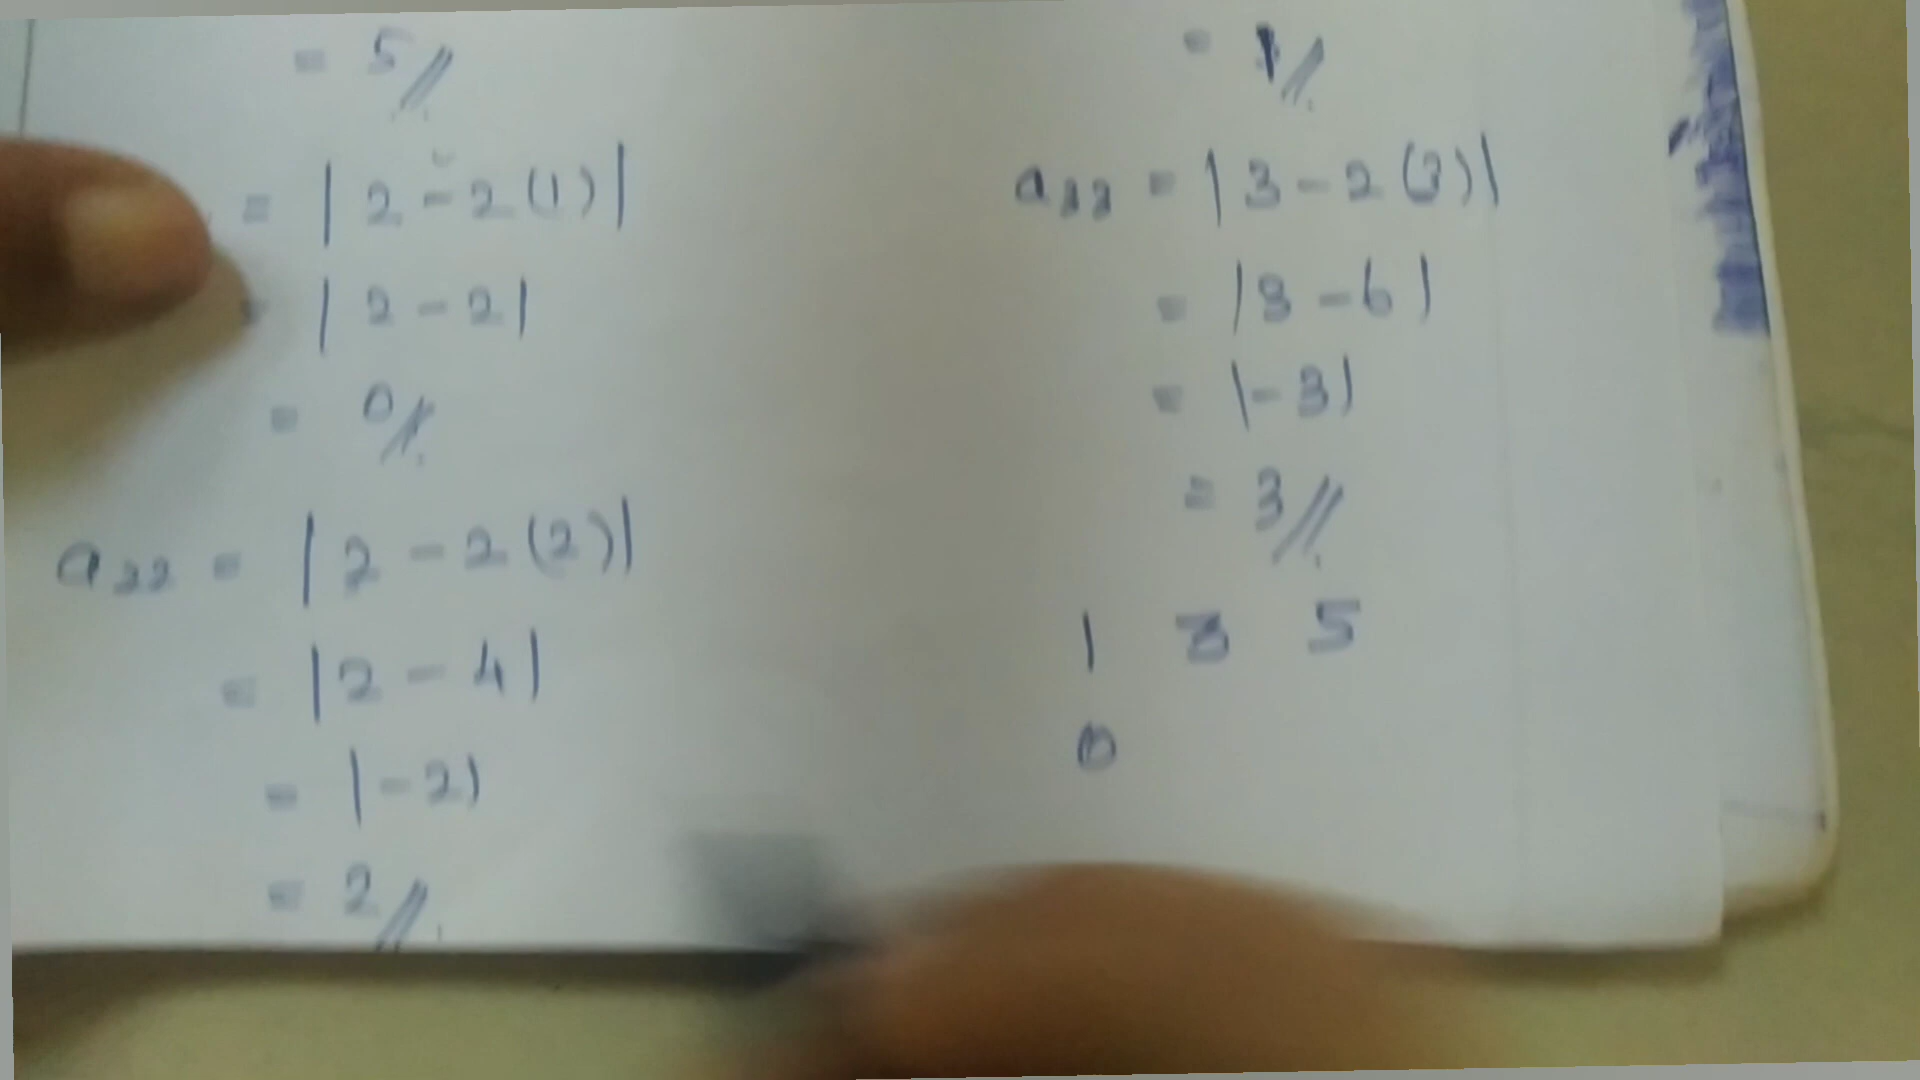 = 5//
= | 2 - 2 (1) |
| 2 - 2 |
= 0//
a22 = | 2 - 2 (2) |
= | 2 - 4 |
= | -2 |
= 2//
= 1//
a33 = | 3 - 2 (3) |
= | 3 - 6 |
= | -3 |
= 3//
1 3 5
0